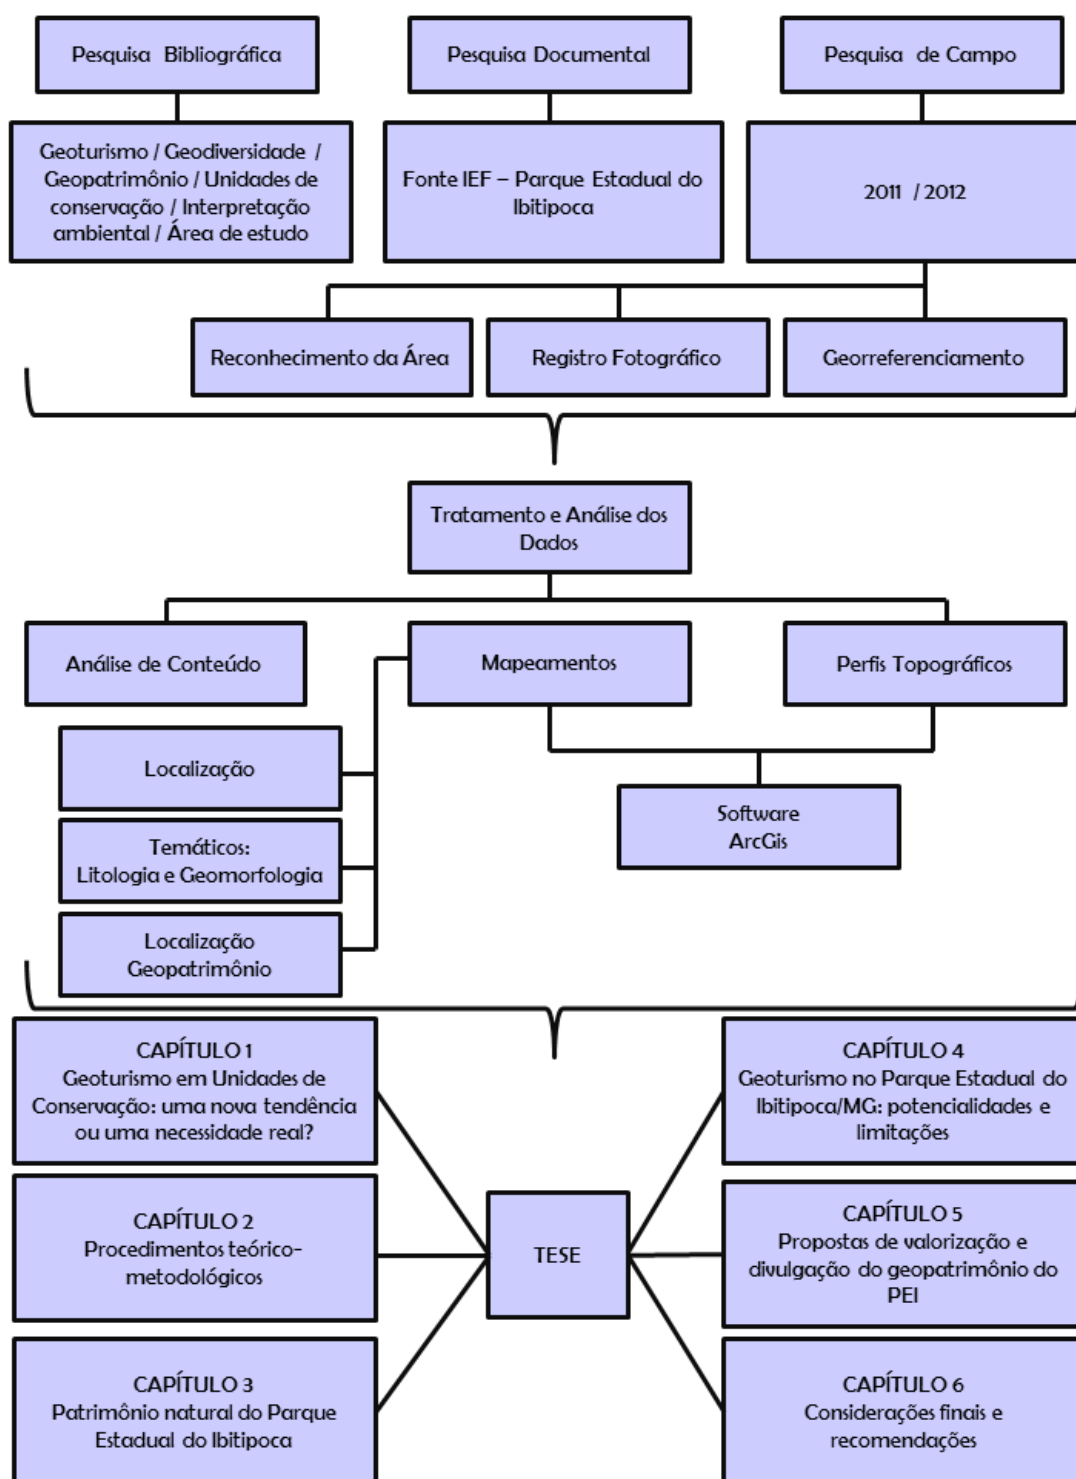 Pesquisa Bibliográfica
Pesquisa Documental
Pesquisa de Campo
Geoturismo / Geodiversidade /
Geopatrimônio / Unidades de
conservação / Interpretação
ambiental / Área de estudo
Fonte IEF – Parque Estadual do
Ibitipoca
2011 / 2012
Reconhecimento da Área
Registro Fotográfico
Georreferenciamento
Tratamento e Análise dos
Dados
Análise de Conteúdo
Mapeamentos
Perfis Topográficos
Localização
Temáticos:
Litologia e Geomorfologia
Localização
Geopatrimônio
Software
ArcGis
CAPÍTULO 1
Geoturismo em Unidades de
Conservação: uma nova tendência
ou uma necessidade real?
CAPÍTULO 2
Procedimentos teórico-
metodológicos
CAPÍTULO 3
Patrimônio natural do Parque
Estadual do Ibitipoca
TESE
CAPÍTULO 4
Geoturismo no Parque Estadual do
Ibitipoca/MG: potencialidades e
limitações
CAPÍTULO 5
Propostas de valorização e
divulgação do geopatrimônio do
PEI
CAPÍTULO 6
Considerações finais e
recomendações